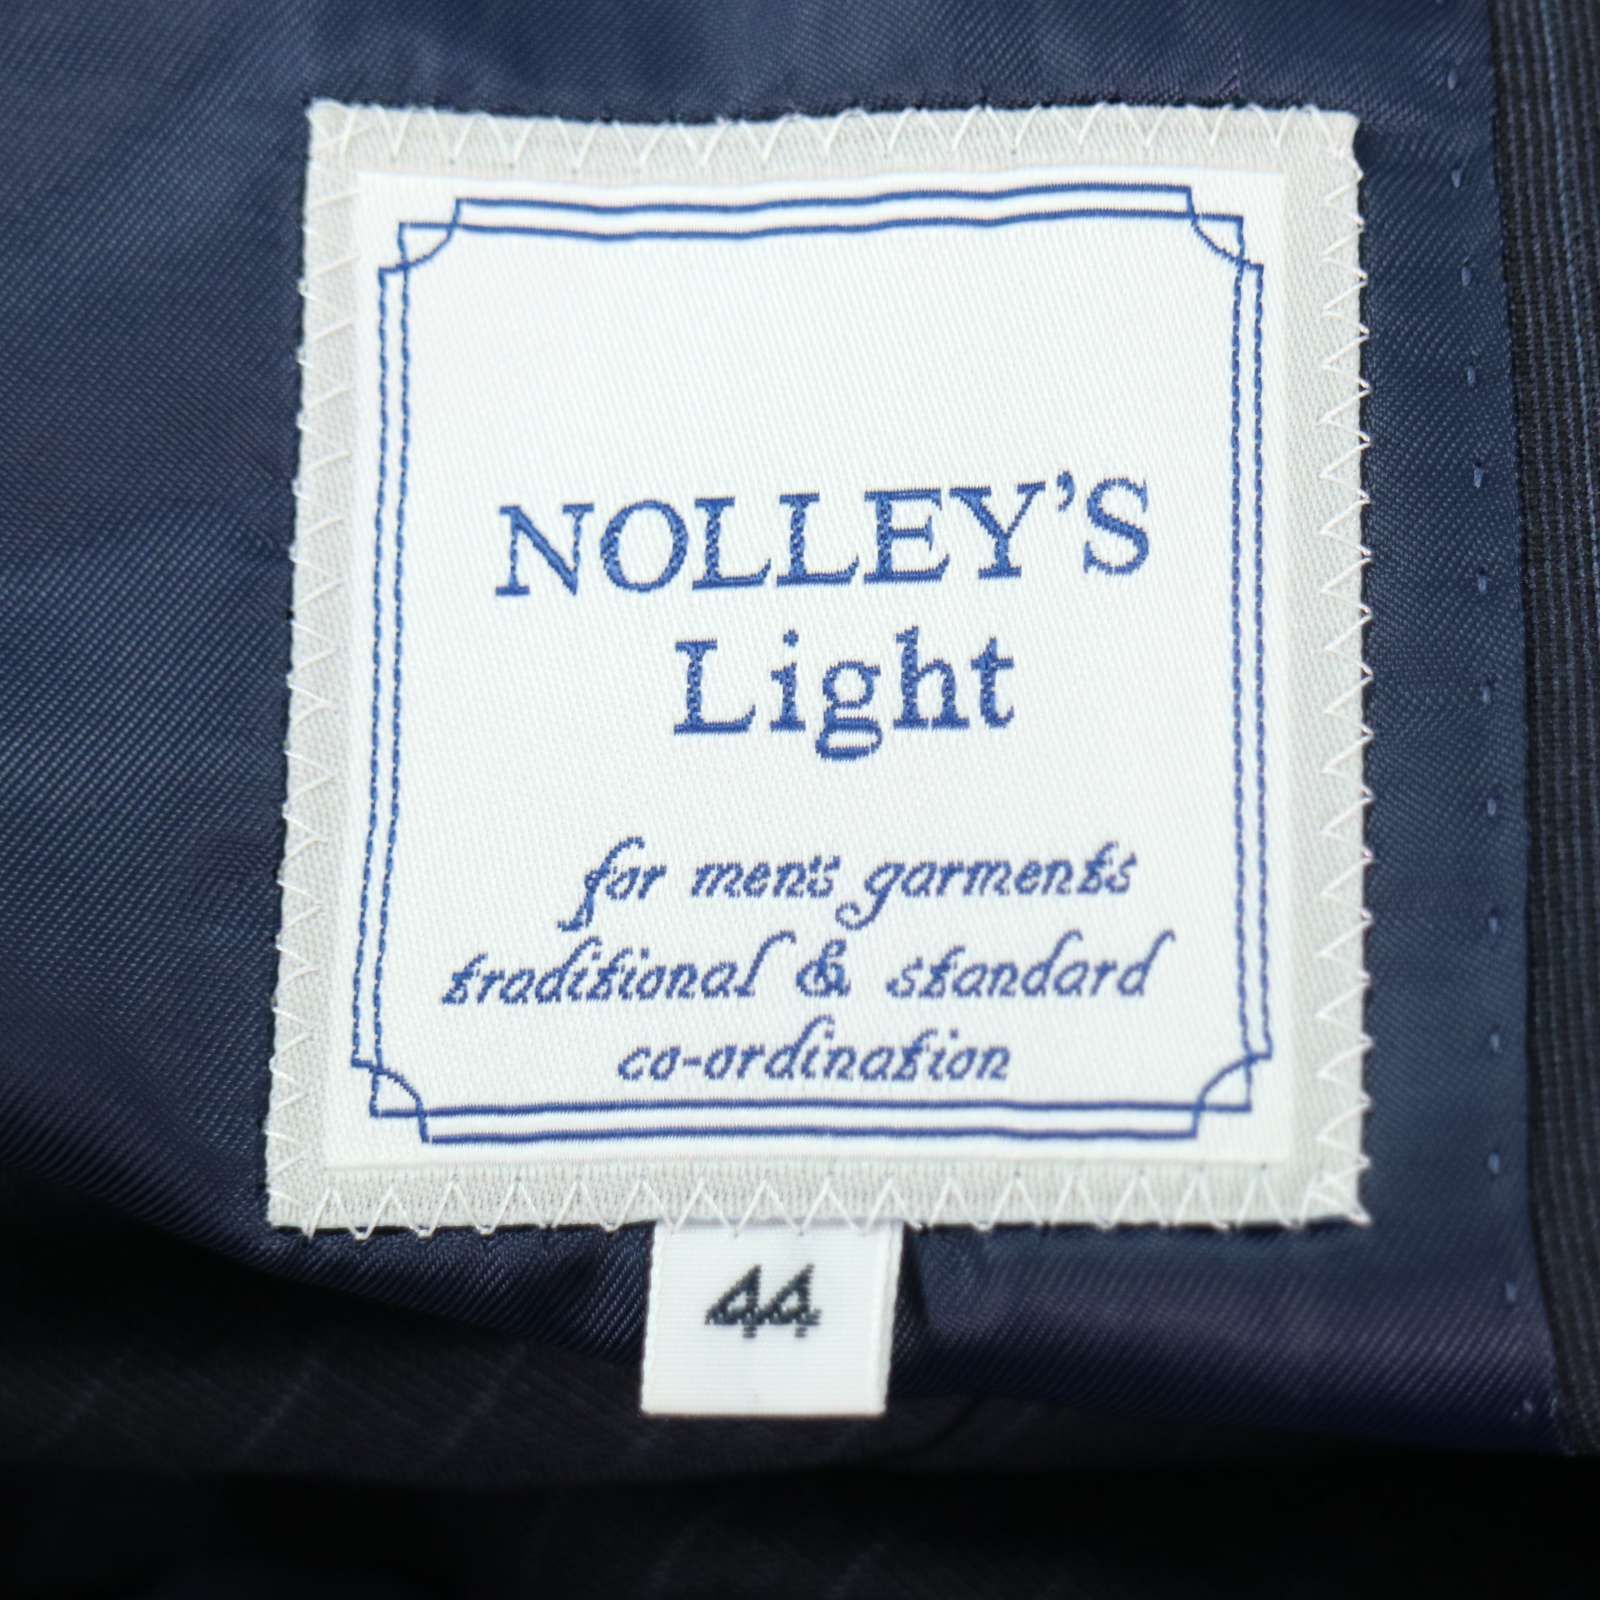 NOLLEY'S
Light
for men's garments
traditional & standard
co-ordination
44